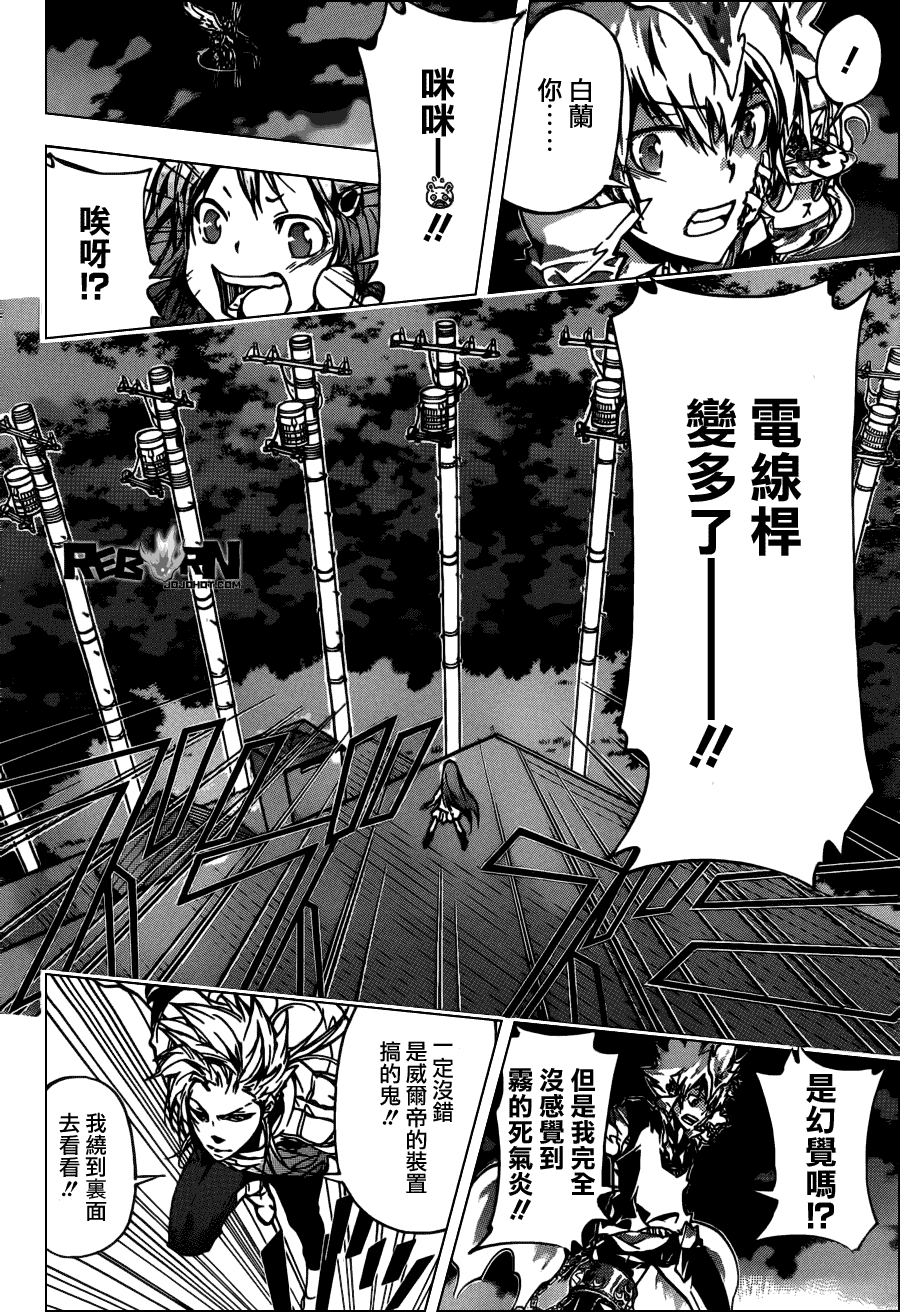 ！
白蘭
你……
咪咪——!!
唉呀!?
電線桿
變多了——!!
REBORN
JOJOHOT.COM
是幻覺嗎!?
但是我完全
沒感覺到
霧的死氣炎!!
一定沒錯
是威爾帝的裝置
搞的鬼!!
我繞到裏面
去看看!!